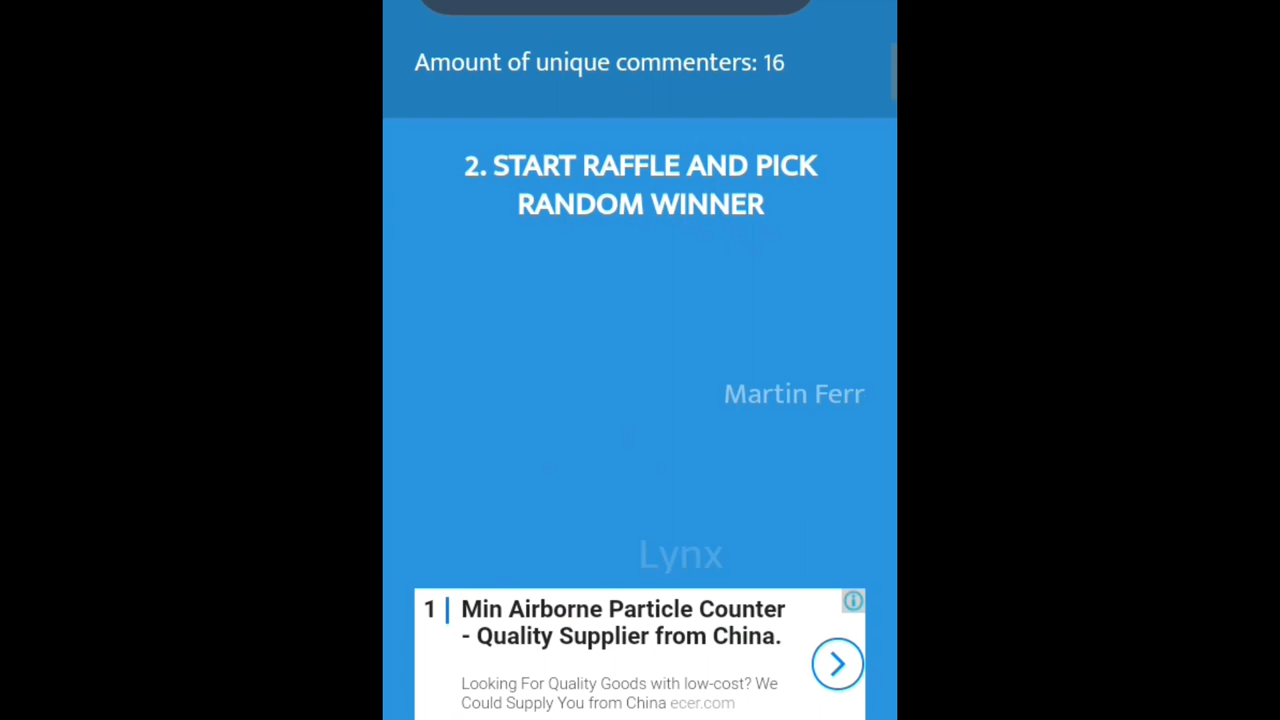 Amount of unique commenters: 16
2. START RAFFLE AND PICK
RANDOM WINNER
Martin Ferr
Lynx
1 Min Airborne Particle Counter
- Quality Supplier from China.
Looking For Quality Goods with low-cost? We
Could Supply You from China ecer.com